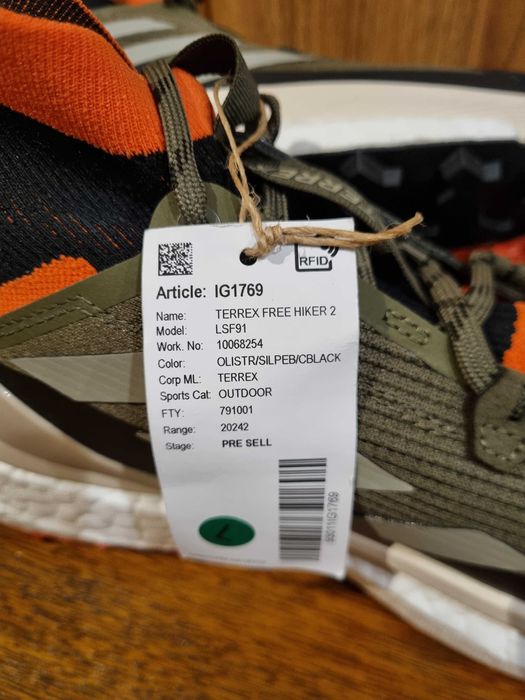 RFID
Article: IG1769
Name: TERREX FREE HIKER 2
Model: LSF91
Work. No: 10068254
Color: OLISTR/SILPEB/CBLACK
Corp ML: TERREX
Sports Cat: OUTDOOR
FTY: 791001
Range: 20242
Stage: PRE SELL
L